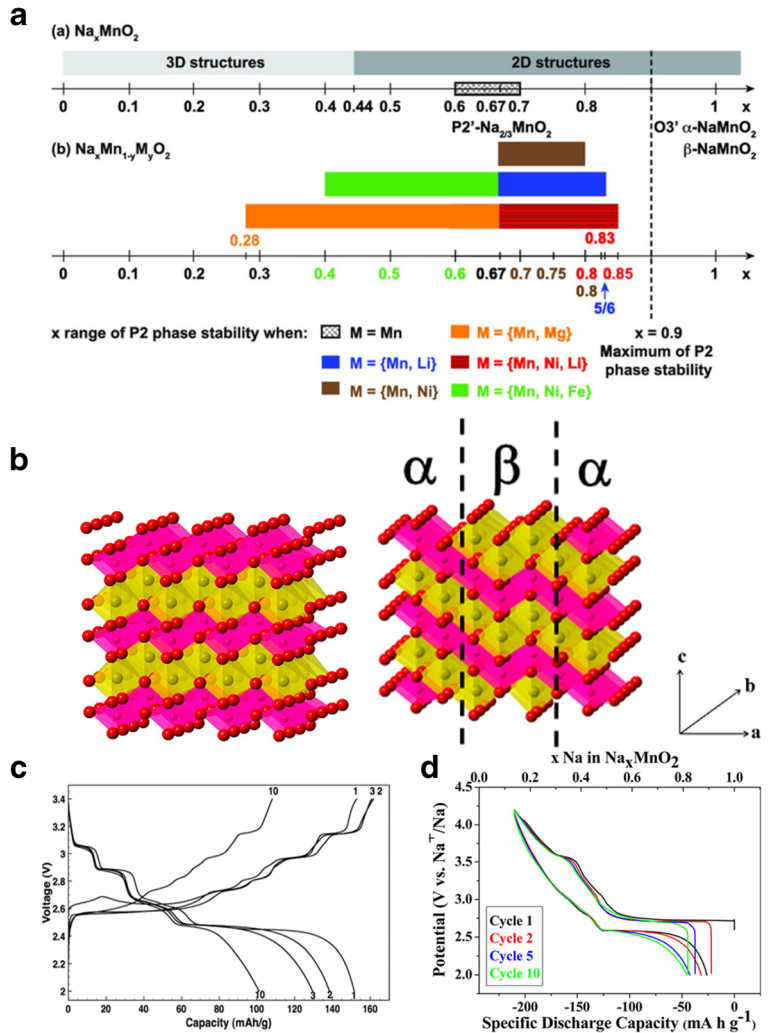 a
(a) NaxMnO2
3D structures 2D structures
0 0.1 0.2 0.3 0.4 0.44 0.5 0.6 0.67 0.7 0.8 1 x
P2'-Na2/3MnO2 O3' α-NaMnO2
(b) NaxMn1-yMyO2 β-NaMnO2
0.28 0.83
0 0.1 0.2 0.3 0.4 0.5 0.6 0.67 0.7 0.75 0.8 0.85 1 x
0.8
5/6
x range of P2 phase stability when: M = Mn M = {Mn, Mg} x = 0.9
Maximum of P2
M = {Mn, Li} M = {Mn, Ni, Li} phase stability
M = {Mn, Ni} M = {Mn, Ni, Fe}
b
α β α
c
b
a
c
3.4
3.2
3
2.8
2.6
2.4
2.2
2
Voltage (V)
10 1 3 2
10 3 2 1
0 20 40 60 80 100 120 140 160
Capacity (mAh/g)
d
x Na in NaxMnO2
0.0 0.2 0.4 0.6 0.8 1.0
4.5
4.0
3.5
3.0
2.5
2.0
Potential (V vs. Na+/Na)
Cycle 1
Cycle 2
Cycle 5
Cycle 10
-200 -150 -100 -50 0
Specific Discharge Capacity (mA h g-1)